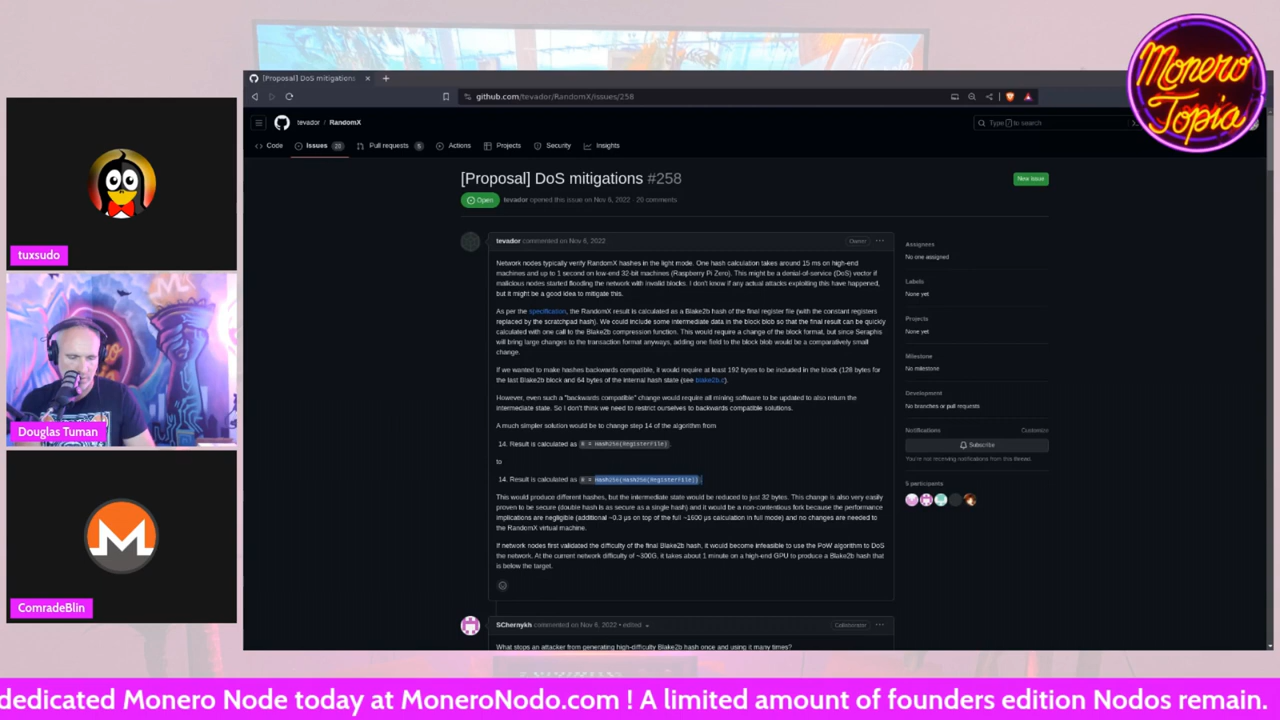 Monero
Topia
[Proposal] DoS mitigations
github.com/tevador/RandomX/issues/258
tevador / RandomX
Type / to search
Code
Issues 20
Pull requests 5
Actions
Projects
Security
Insights
[Proposal] DoS mitigations #258
New issue
Open
tevador opened this issue on Nov 6, 2022 · 20 comments
tevador commented on Nov 6, 2022
Owner
Network nodes typically verify RandomX hashes in the light mode. One hash calculation takes around 15 ms on high-end
machines and up to 1 second on low-end 32-bit machines (Raspberry Pi Zero). This might be a denial-of-service (DoS) vector if
malicious nodes started flooding the network with invalid blocks. I don't know if any actual attacks exploiting this have happened,
but it might be a good idea to mitigate this.
As per the specification, the RandomX result is calculated as a Blake2b hash of the final register file (with the constant registers
replaced by the scratchpad hash). We could include some intermediate data in the block blob so that the final result can be quickly
calculated with one call to the Blake2b compression function. This would require a change of the block format, but since Seraphis
will bring large changes to the transaction format anyways, adding one field to the block blob would be a comparatively small
change.
If we wanted to make hashes backwards compatible, it would require at least 192 bytes to be included in the block (128 bytes for
the last Blake2b block and 64 bytes of the internal hash state (see blake2b.c).
However, even such a "backwards compatible" change would require all mining software to be updated to also return the
intermediate state. So I don't think we need to restrict ourselves to backwards compatible solutions.
A much simpler solution would be to change step 14 of the algorithm from
14. Result is calculated as R = Hash256(RegisterFile)
to
14. Result is calculated as R = Hash256(Hash256(RegisterFile)).
This would produce different hashes, but the intermediate state would be reduced to just 32 bytes. This change is also very easily
proven to be secure (double hash is as secure as a single hash) and it would be a non-contentious fork because the performance
implications are negligible (additional ~0.3 µs on top of the full ~1600 µs calculation in full mode) and no changes are needed to
the RandomX virtual machine.
If network nodes first validated the difficulty of the final Blake2b hash, it would become infeasible to use the PoW algorithm to DoS
the network. At the current network difficulty of ~300G, it takes about 1 minute on a high-end GPU to produce a Blake2b hash that
is below the target.
SChernykh commented on Nov 6, 2022 • edited
Collaborator
What stops an attacker from generating high-difficulty Blake2b hash once and using it many times?
Assignees
No one assigned
Labels
None yet
Projects
None yet
Milestone
No milestone
Development
No branches or pull requests
Notifications
Customize
Subscribe
You're not receiving notifications from this thread.
5 participants
tuxsudo
Douglas Tuman
ComradeBlin
dedicated Monero Node today at MoneroNodo.com ! A limited amount of founders edition Nodos remain.